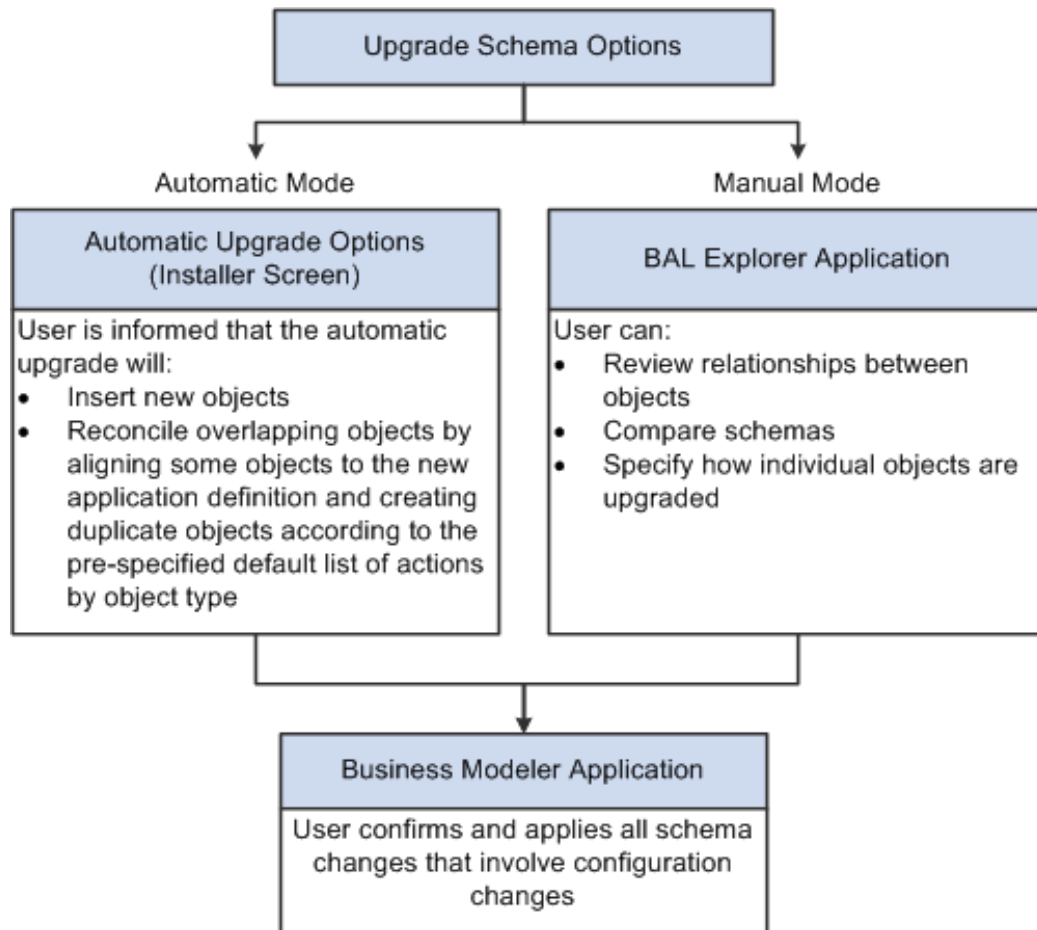 Upgrade Schema Options
Automatic Mode
Automatic Upgrade Options
(Installer Screen)
User is informed that the automatic
upgrade will:
• Insert new objects
• Reconcile overlapping objects by
aligning some objects to the new
application definition and creating
duplicate objects according to the
pre-specified default list of actions
by object type
Manual Mode
BAL Explorer Application
User can:
• Review relationships between
objects
• Compare schemas
• Specify how individual objects are
upgraded
Business Modeler Application
User confirms and applies all schema
changes that involve configuration
changes